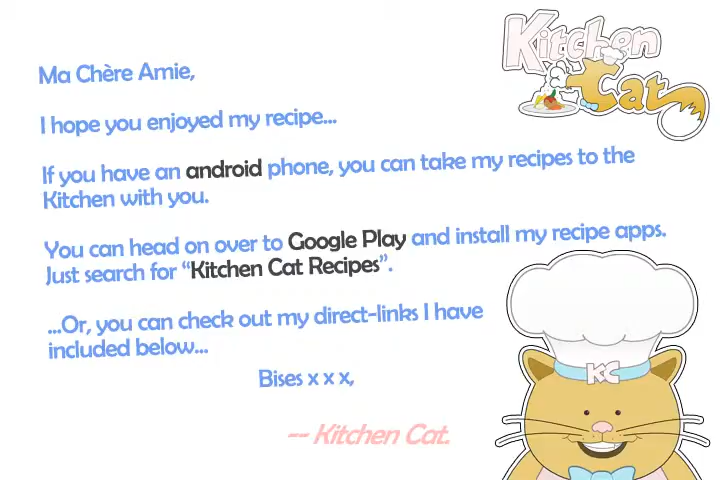 Kitchen
Cat
Ma Chère Amie,
I hope you enjoyed my recipe...
If you have an android phone, you can take my recipes to the
Kitchen with you.
You can head on over to Google Play and install my recipe apps.
Just search for “Kitchen Cat Recipes”.
...Or, you can check out my direct-links I have
included below...
Bises x x x,
-- Kitchen Cat.
KC